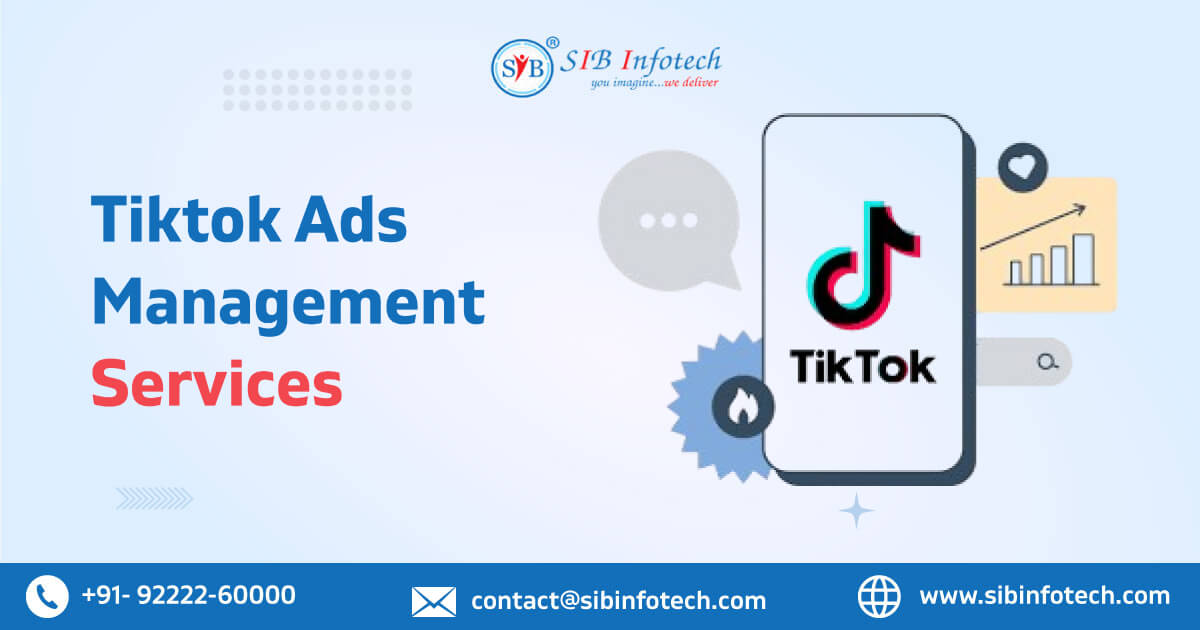 SIB
®
SIB Infotech
you imagine...we deliver
Tiktok Ads
Management
Services
TikTok
+91- 92222-60000
contact@sibinfotech.com
www.sibinfotech.com